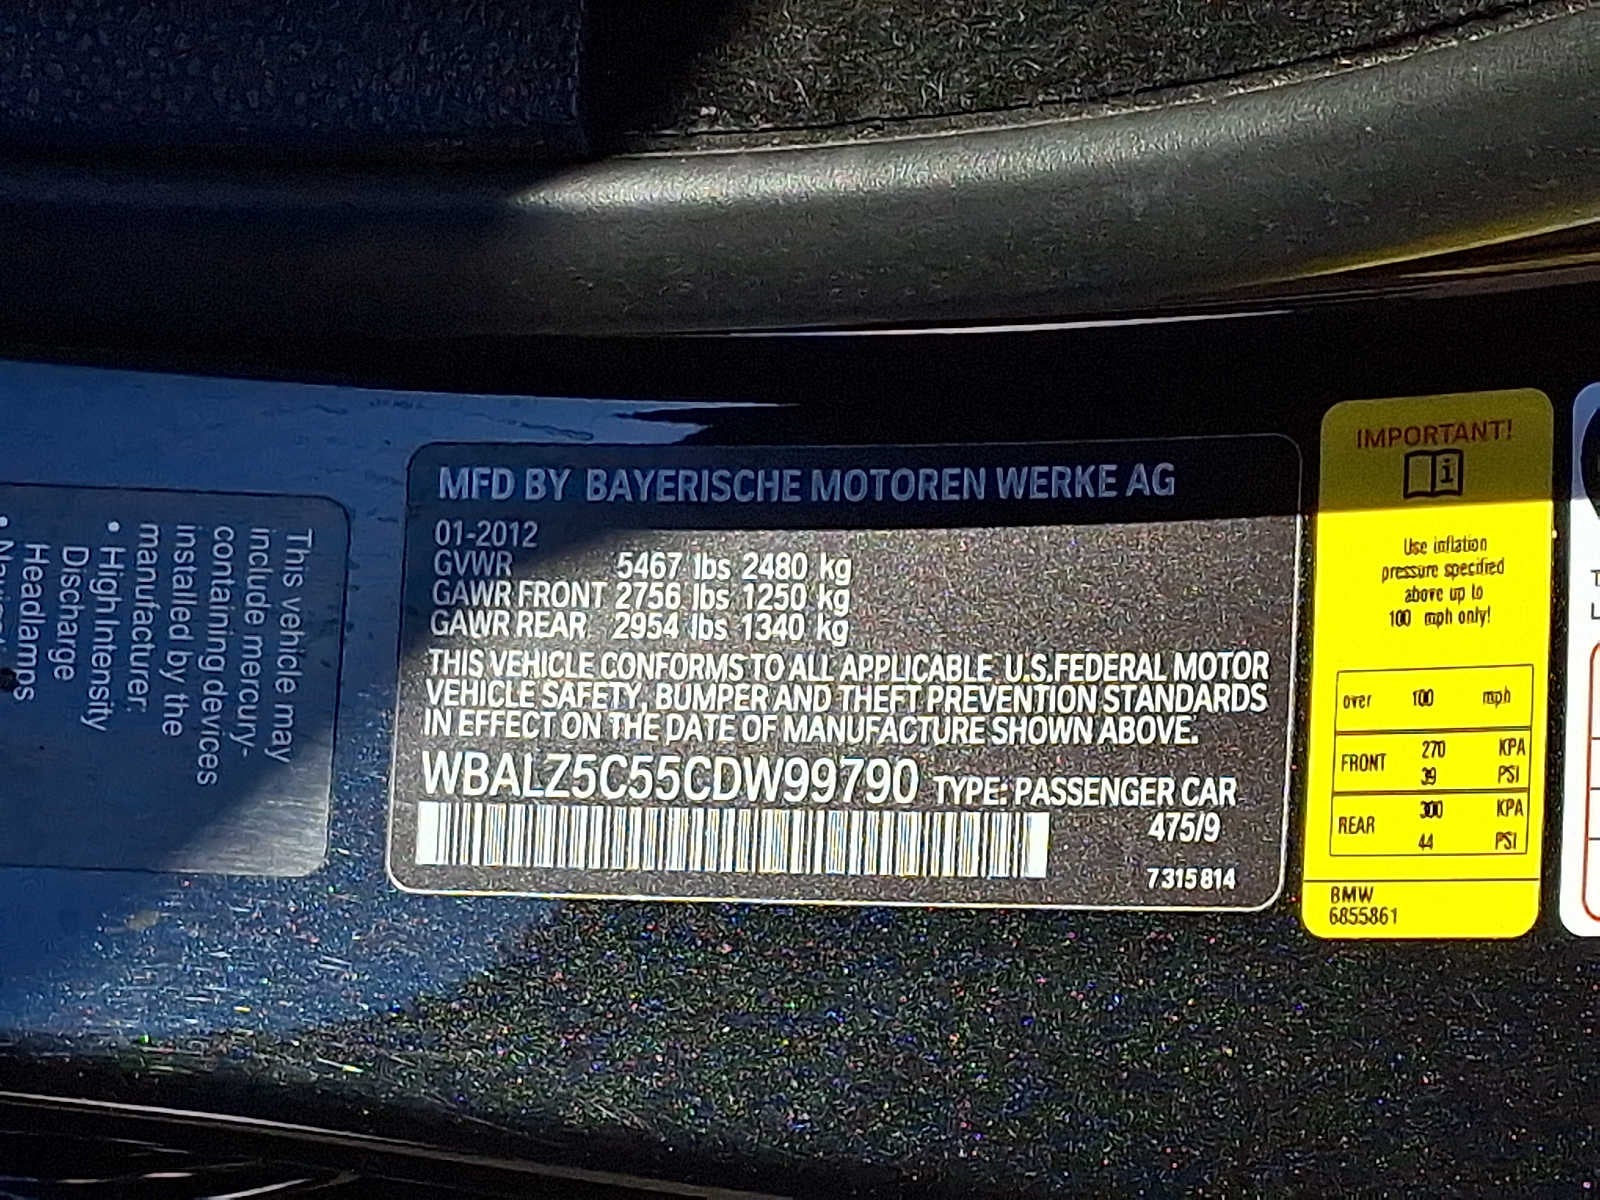 This vehicle may
include mercury-
containing devices
installed by the
manufacturer.
• High Intensity
Discharge
Headlamps
MFD BY BAYERISCHE MOTOREN WERKE AG
01-2012
GVWR 5467 lbs 2480 kg
GAWR FRONT 2756 lbs 1250 kg
GAWR REAR 2954 lbs 1340 kg
THIS VEHICLE CONFORMS TO ALL APPLICABLE U.S.FEDERAL MOTOR
VEHICLE SAFETY, BUMPER AND THEFT PREVENTION STANDARDS
IN EFFECT ON THE DATE OF MANUFACTURE SHOWN ABOVE.
WBALZ5C55CDW99790 TYPE: PASSENGER CAR
475/9
7315814
IMPORTANT!
i
Use inflation
pressure specified
above up to
100 mph only!
over 100 mph
FRONT 270 KPA
39 PSI
REAR 300 KPA
44 PSI
BMW
6855861